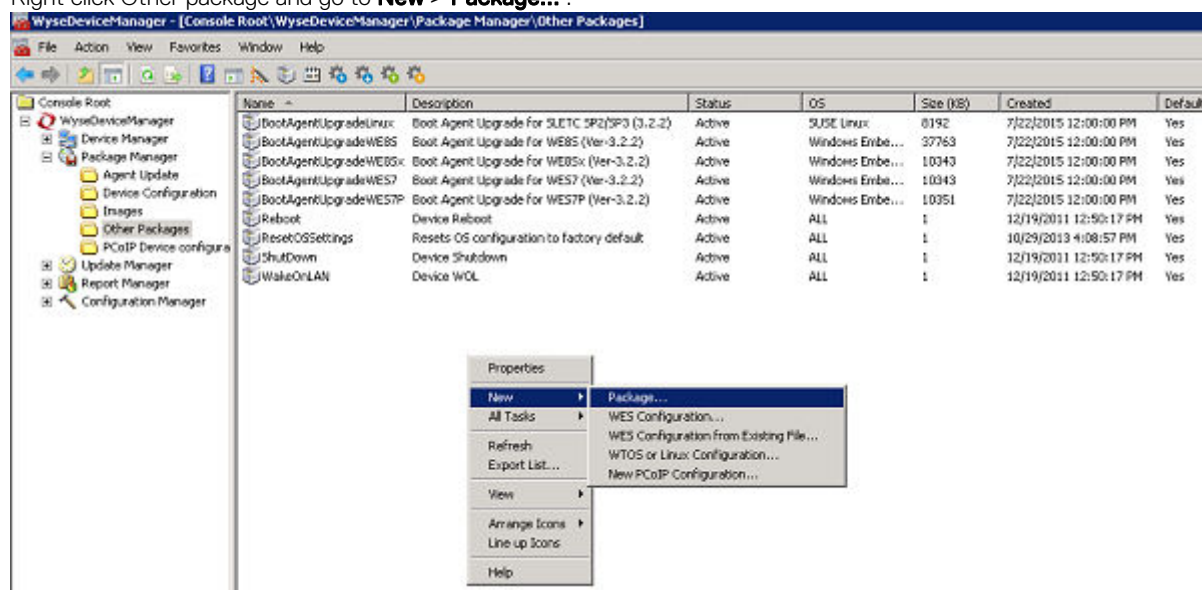 Right click Other package and go to New > Package... .
WyseDeviceManager - [Console Root\WyseDeviceManager\Package Manager\Other Packages]
File Action View Favorites Window Help
Console Root
WyseDeviceManager
Device Manager
Package Manager
Agent Update
Device Configuration
Images
Other Packages
PCoIP Device configura
Update Manager
Report Manager
Configuration Manager
Name Description Status OS Size (KB) Created Default
BootAgentUpgradeLinux Boot Agent Upgrade for SLETC SP2/SP3 (3.2.2) Active SUSE Linux 8192 7/22/2015 12:00:00 PM Yes
BootAgentUpgradeWE8S Boot Agent Upgrade for WE8S (Ver-3.2.2) Active Windows Embe... 37763 7/22/2015 12:00:00 PM Yes
BootAgentUpgradeWE8Sx Boot Agent Upgrade for WE8Sx (Ver-3.2.2) Active Windows Embe... 10343 7/22/2015 12:00:00 PM Yes
BootAgentUpgradeWES7 Boot Agent Upgrade for WES7 (Ver-3.2.2) Active Windows Embe... 10343 7/22/2015 12:00:00 PM Yes
BootAgentUpgradeWES7P Boot Agent Upgrade for WES7P (Ver-3.2.2) Active Windows Embe... 10351 7/22/2015 12:00:00 PM Yes
Reboot Device Reboot Active ALL 1 12/19/2011 12:50:17 PM Yes
ResetOSSettings Resets OS configuration to factory default Active ALL 1 10/29/2013 4:08:57 PM Yes
ShutDown Device Shutdown Active ALL 1 12/19/2011 12:50:17 PM Yes
WakeOnLAN Device WOL Active ALL 1 12/19/2011 12:50:17 PM Yes
Properties
New
All Tasks
Refresh
Export List...
View
Arrange Icons
Line up Icons
Help
Package...
WES Configuration...
WES Configuration from Existing File...
WTOS or Linux Configuration...
New PCoIP Configuration...